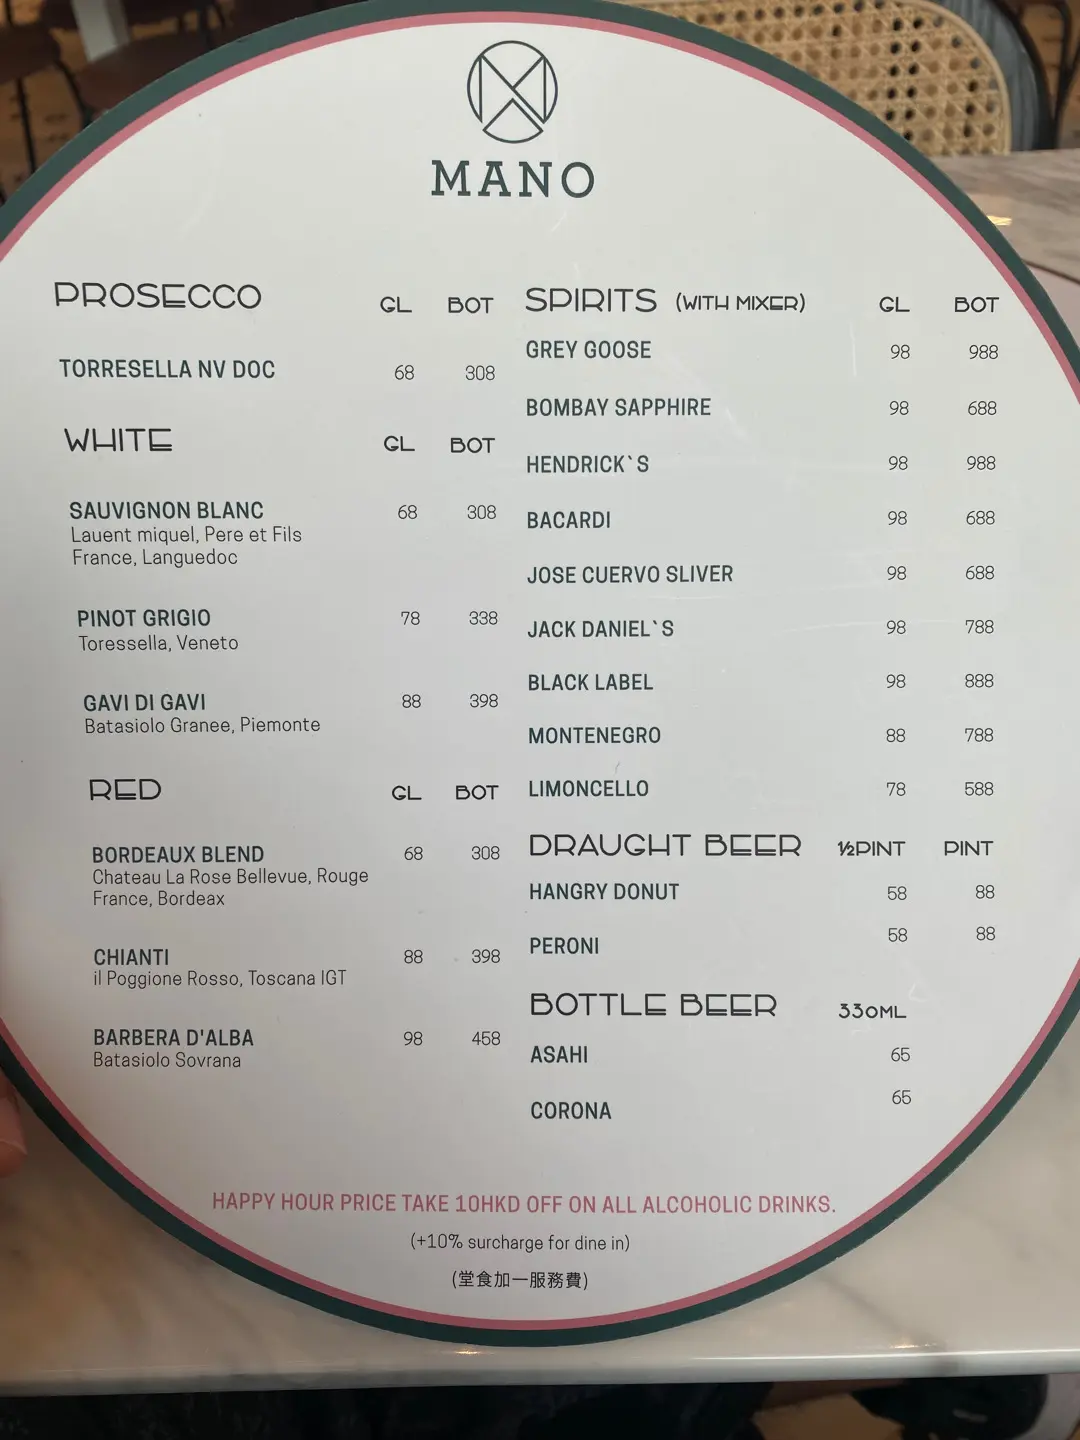 MANO
PROSECCO GL BOT
TORRESELLA NV DOC 68 308
WHITE GL BOT
SAUVIGNON BLANC 68 308
Lauent miquel, Pere et Fils
France, Languedoc
PINOT GRIGIO 78 338
Toressella, Veneto
GAVI DI GAVI 88 398
Batasiolo Granee, Piemonte
RED GL BOT
BORDEAUX BLEND 68 308
Chateau La Rose Bellevue, Rouge
France, Bordeax
CHIANTI 88 398
il Poggione Rosso, Toscana IGT
BARBERA D'ALBA 98 458
Batasiolo Sovrana
SPIRITS (WITH MIXER) GL BOT
GREY GOOSE 98 988
BOMBAY SAPPHIRE 98 688
HENDRICK`S 98 988
BACARDI 98 688
JOSE CUERVO SLIVER 98 688
JACK DANIEL`S 98 788
BLACK LABEL 98 888
MONTENEGRO 88 788
LIMONCELLO 78 588
DRAUGHT BEER ½PINT PINT
HANGRY DONUT 58 88
PERONI 58 88
BOTTLE BEER 330ML
ASAHI 65
CORONA 65
HAPPY HOUR PRICE TAKE 10HKD OFF ON ALL ALCOHOLIC DRINKS.
(+10% surcharge for dine in)
(堂食加一服務費)